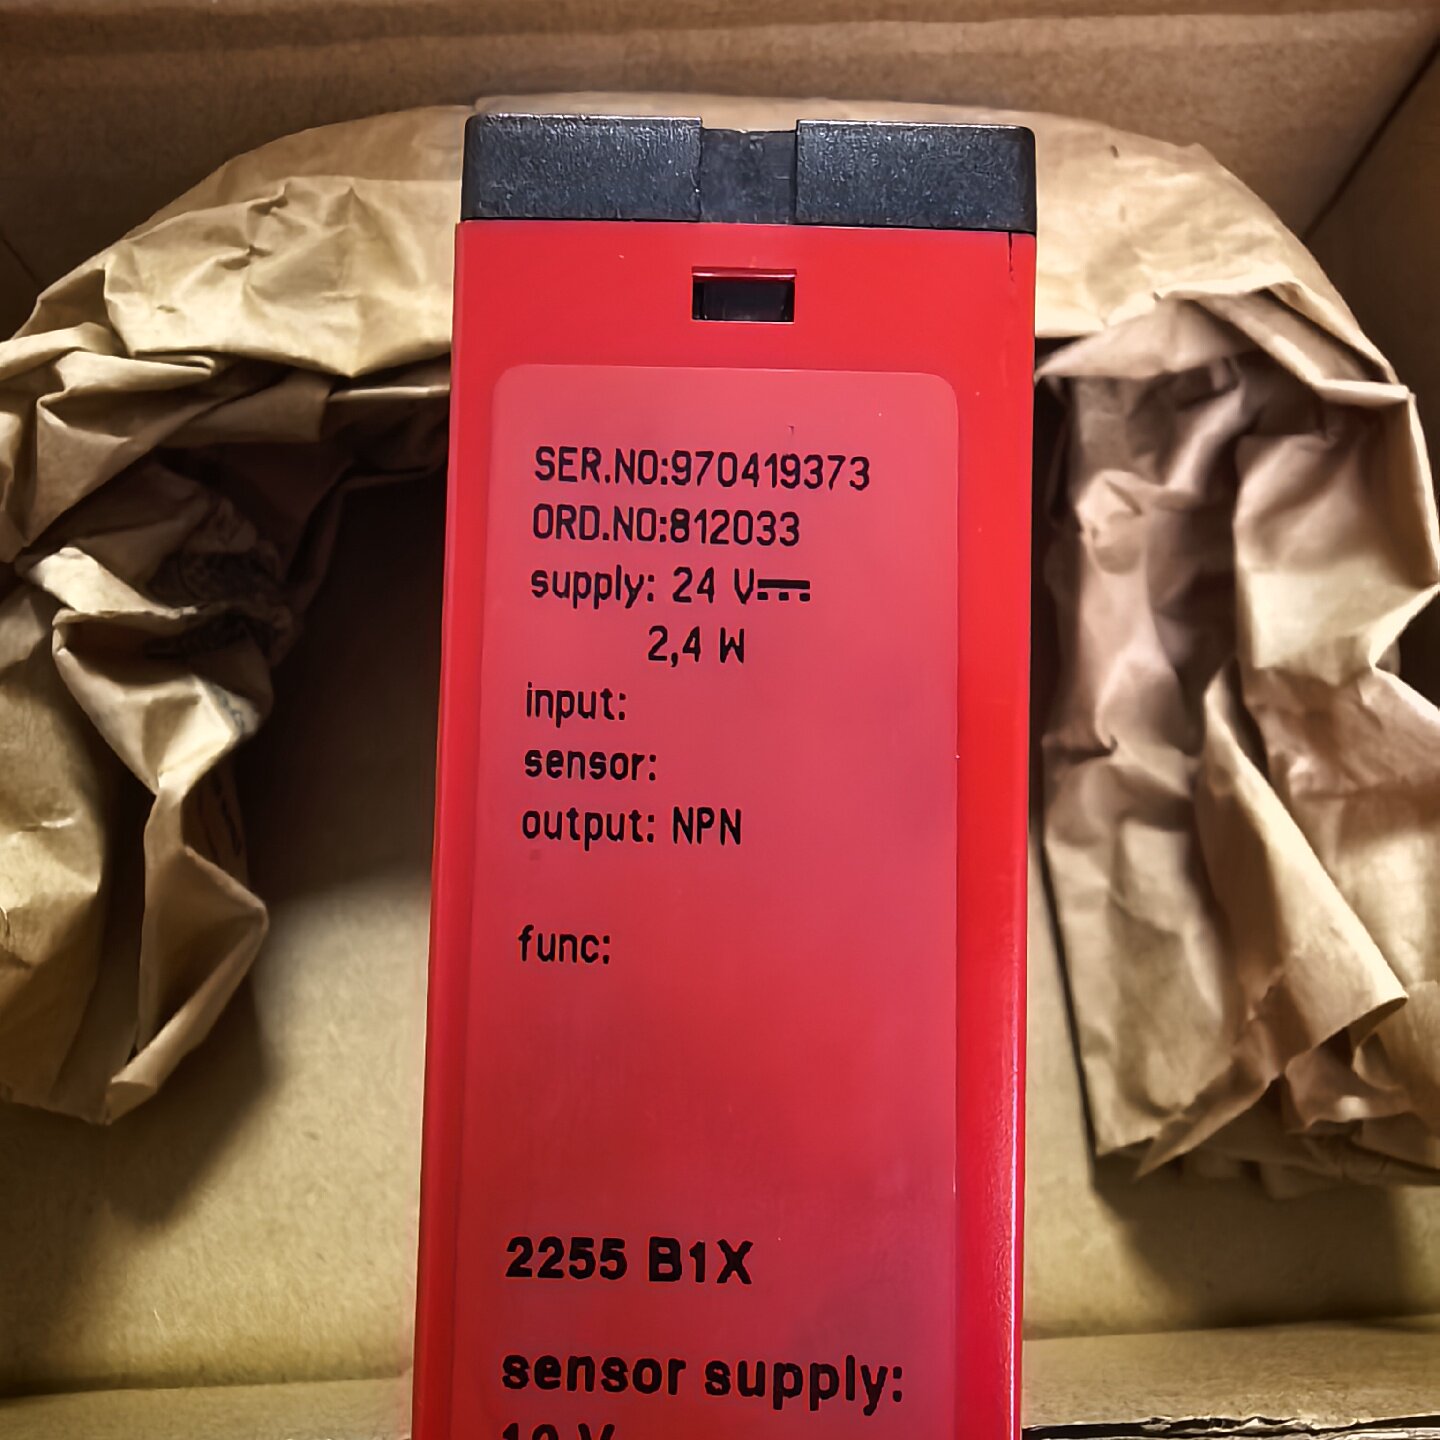 SER.NO:970419373
ORD.NO:812033
supply: 24 V⎓
2,4 W
input:
sensor:
output: NPN
func:
2255 B1X
sensor supply:
10 V